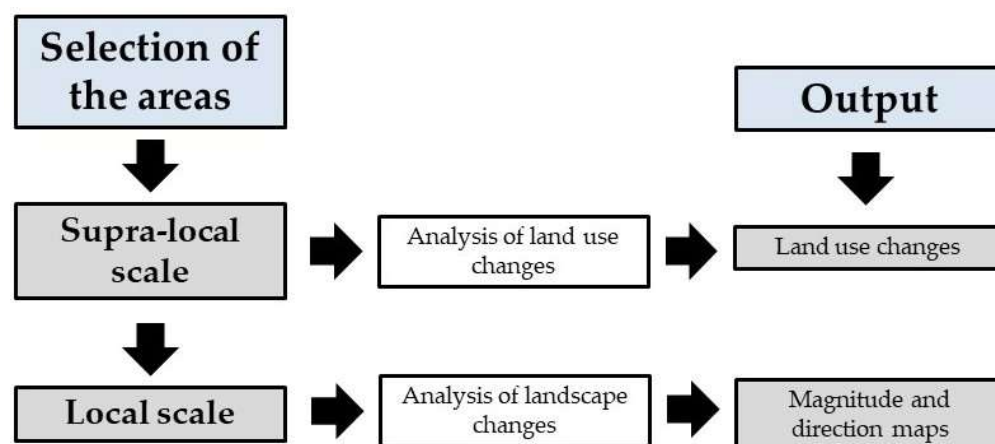 Selection of
the areas
Output
Supra-local
scale
Analysis of land use
changes
Land use changes
Local scale
Analysis of landscape
changes
Magnitude and
direction maps